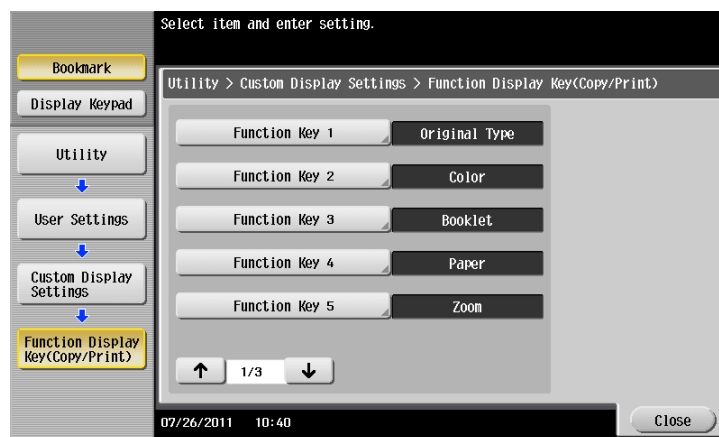 Select item and enter setting.
Bookmark
Display Keypad
Utility
User Settings
Custom Display
Settings
Function Display
Key(Copy/Print)
Utility > Custom Display Settings > Function Display Key(Copy/Print)
Function Key 1 Original Type
Function Key 2 Color
Function Key 3 Booklet
Function Key 4 Paper
Function Key 5 Zoom
↑ 1/3 ↓
07/26/2011 10:40
Close